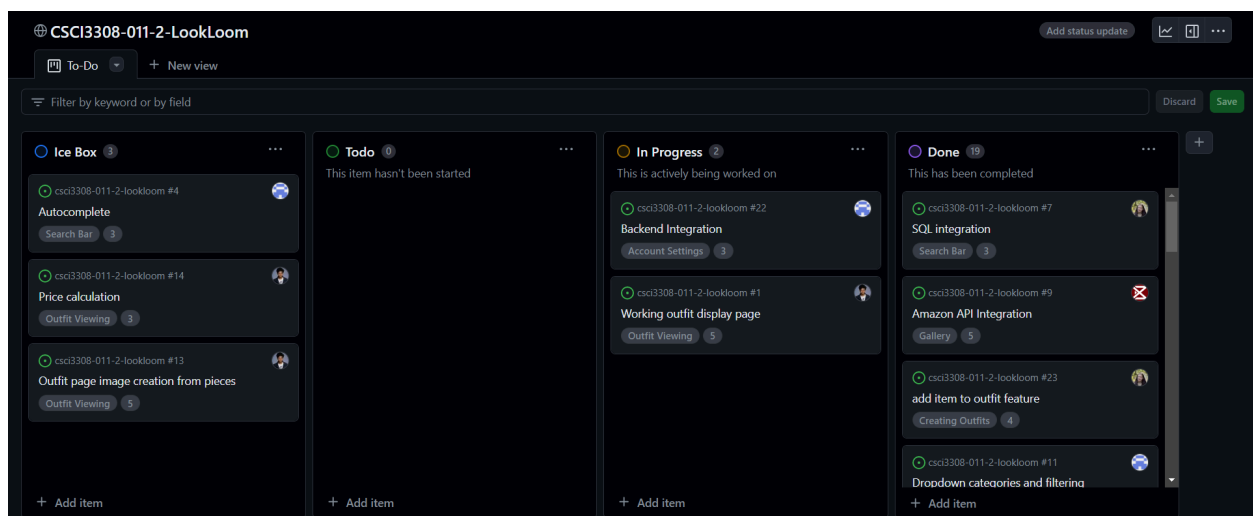 CSCI3308-011-2-LookLoom
Add status update
To-Do
+ New view
Filter by keyword or by field
Discard
Save
Ice Box 3
csci3308-011-2-lookloom #4
Autocomplete
Search Bar 3
csci3308-011-2-lookloom #14
Price calculation
Outfit Viewing 3
csci3308-011-2-lookloom #13
Outfit page image creation from pieces
Outfit Viewing 5
+ Add item
Todo 0
This item hasn't been started
+ Add item
In Progress 2
This is actively being worked on
csci3308-011-2-lookloom #22
Backend Integration
Account Settings 3
csci3308-011-2-lookloom #1
Working outfit display page
Outfit Viewing 5
+ Add item
Done 19
This has been completed
csci3308-011-2-lookloom #7
SQL integration
Search Bar 3
csci3308-011-2-lookloom #9
Amazon API Integration
Gallery 5
csci3308-011-2-lookloom #23
add item to outfit feature
Creating Outfits 4
csci3308-011-2-lookloom #11
Dropdown categories and filtering
+ Add item